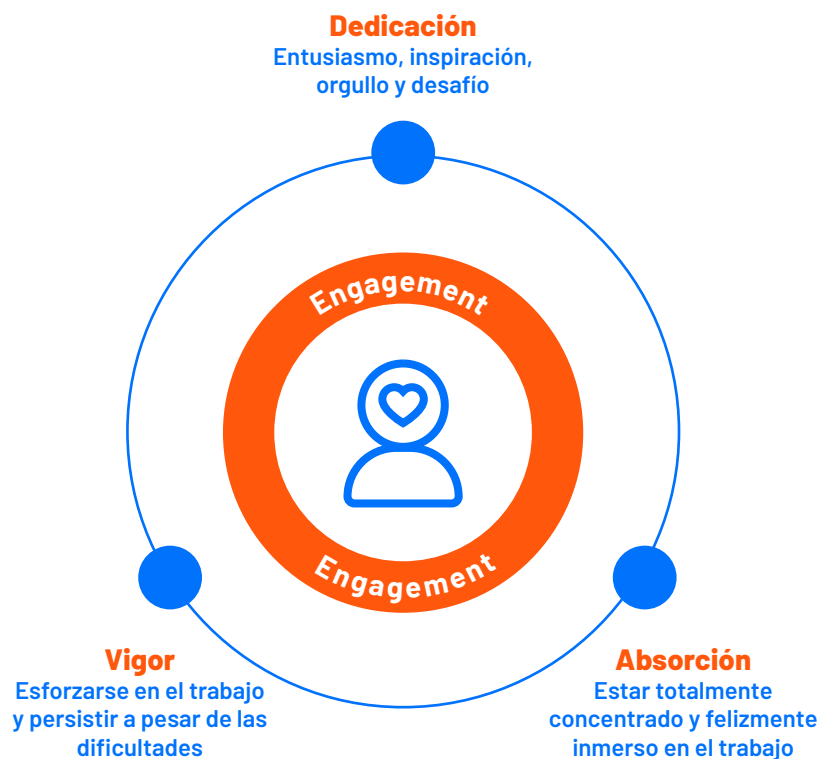 Dedicación
Entusiasmo, inspiración,
orgullo y desafío
Engagement
Engagement
Vigor
Esforzarse en el trabajo
y persistir a pesar de las
dificultades
Absorción
Estar totalmente
concentrado y felizmente
inmerso en el trabajo